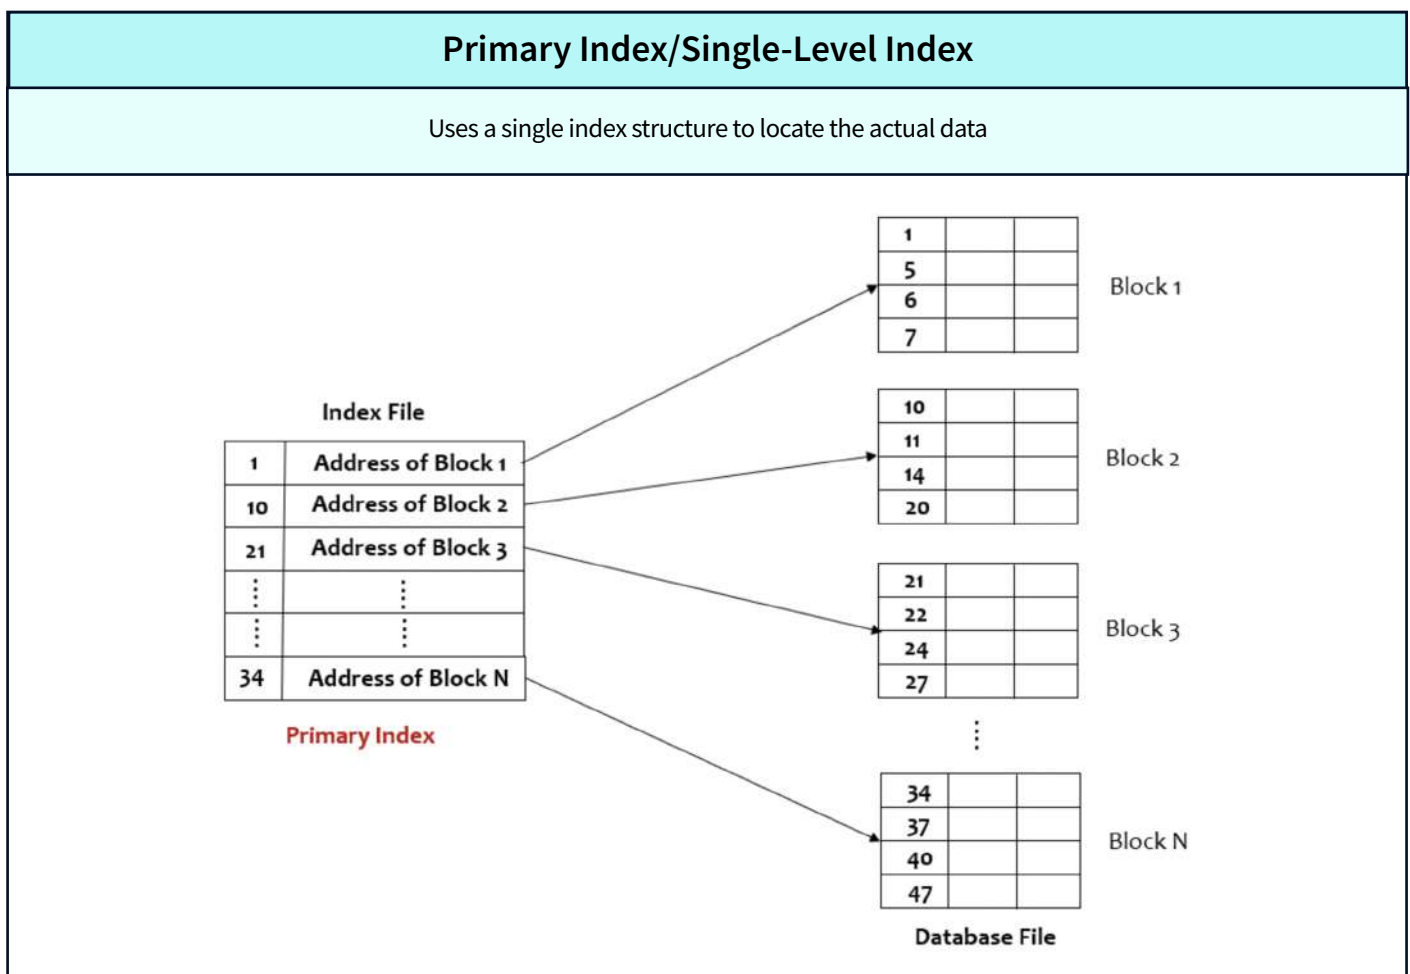 Primary Index/Single-Level Index
Uses a single index structure to locate the actual data
Index File
1 Address of Block 1
10 Address of Block 2
21 Address of Block 3
34 Address of Block N
Primary Index
1
5
6
7
Block 1
10
11
14
20
Block 2
21
22
24
27
Block 3
34
37
40
47
Block N
Database File